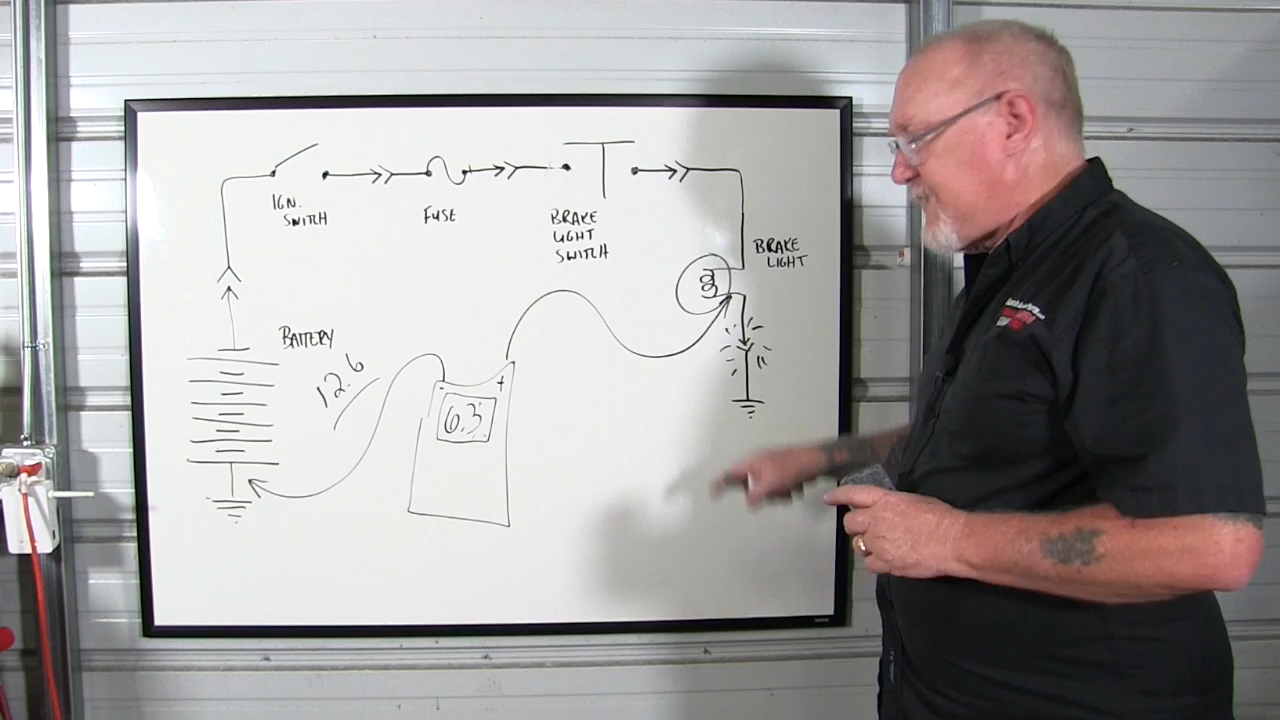 IGN.
SWITCH
FUSE
BRAKE
LIGHT
SWITCH
BRAKE
LIGHT
BATTERY
12.6
- +
6.3